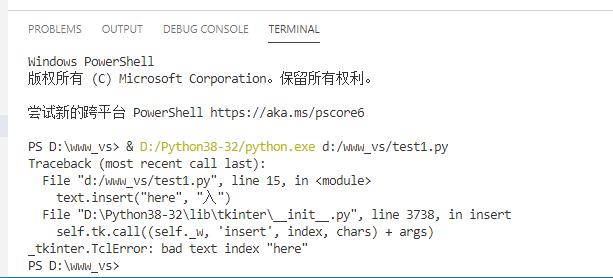 PROBLEMS OUTPUT DEBUG CONSOLE TERMINAL
Windows PowerShell
版权所有 (C) Microsoft Corporation。保留所有权利。
尝试新的跨平台 PowerShell https://aka.ms/pscore6
PS D:\www_vs> & D:/Python38-32/python.exe d:/www_vs/test1.py
Traceback (most recent call last):
  File "d:/www_vs/test1.py", line 15, in <module>
    text.insert("here", "入")
  File "D:\Python38-32\lib\tkinter\__init__.py", line 3738, in insert
    self.tk.call((self._w, 'insert', index, chars) + args)
_tkinter.TclError: bad text index "here"
PS D:\www_vs>